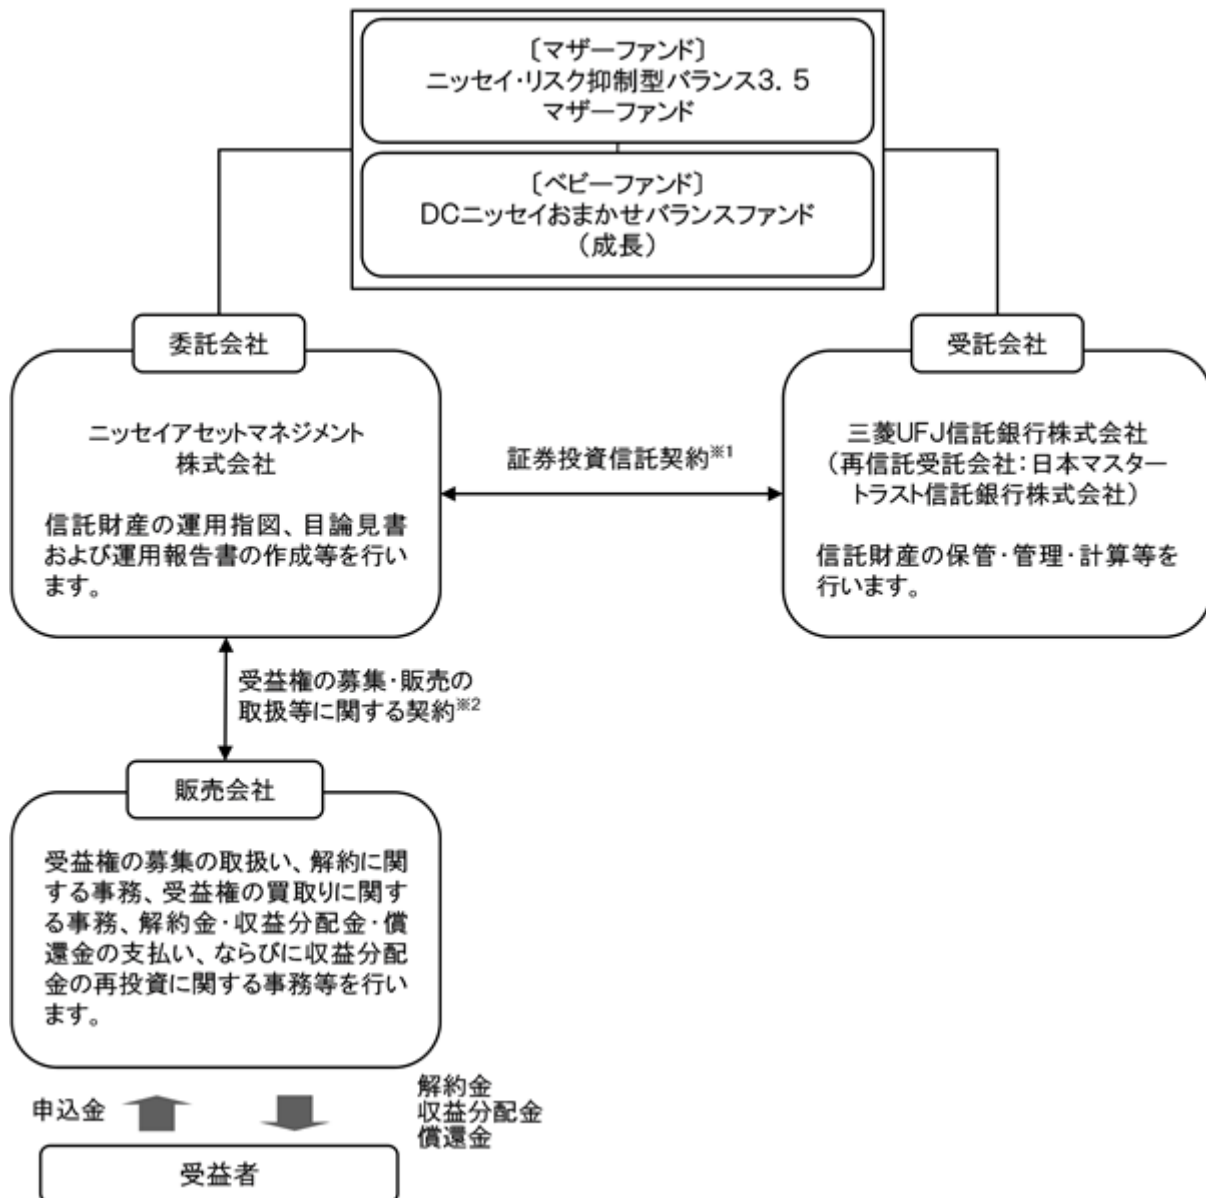 〔マザーファンド〕
ニッセイ・リスク抑制型バランス3．5
マザーファンド
〔ベビーファンド〕
DCニッセイおまかせバランスファンド
（成長）
委託会社
ニッセイアセットマネジメント
株式会社
信託財産の運用指図、目論見書
および運用報告書の作成等を行い
ます。
証券投資信託契約※1
受託会社
三菱UFJ信託銀行株式会社
（再信託受託会社：日本マスター
トラスト信託銀行株式会社）
信託財産の保管・管理・計算等を
行います。
受益権の募集・販売の
取扱等に関する契約※2
販売会社
受益権の募集の取扱い、解約に関
する事務、受益権の買取りに関す
る事務、解約金・収益分配金・償
還金の支払い、ならびに収益分配
金の再投資に関する事務等を行い
ます。
申込金
解約金
収益分配金
償還金
受益者